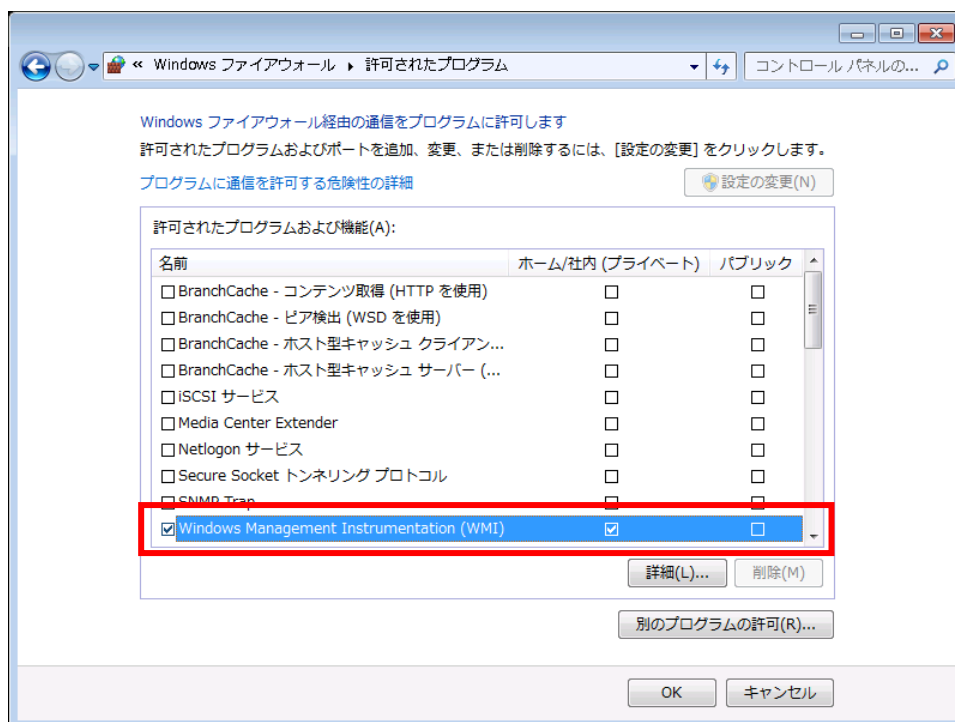 « Windows ファイアウォール ▸ 許可されたプログラム
コントロール パネルの...
Windows ファイアウォール経由の通信をプログラムに許可します
許可されたプログラムおよびポートを追加、変更、または削除するには、[設定の変更] をクリックします。
プログラムに通信を許可する危険性の詳細
設定の変更(N)
許可されたプログラムおよび機能(A):
名前 ホーム/社内 (プライベート) パブリック
BranchCache - コンテンツ取得 (HTTP を使用)
BranchCache - ピア検出 (WSD を使用)
BranchCache - ホスト型キャッシュ クライアン...
BranchCache - ホスト型キャッシュ サーバー (...
iSCSI サービス
Media Center Extender
Netlogon サービス
Secure Socket トンネリング プロトコル
SNMP Trap
Windows Management Instrumentation (WMI)
詳細(L)... 削除(M)
別のプログラムの許可(R)...
OK キャンセル